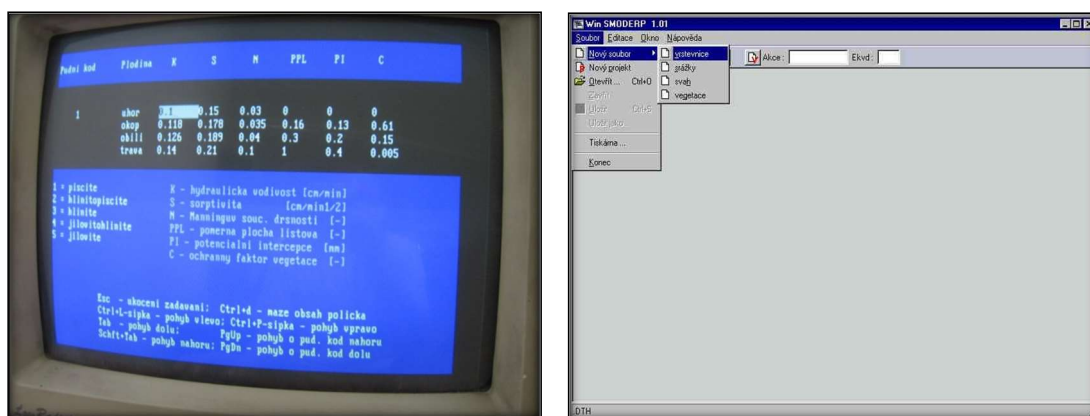 Pudni kod Plodina K S N PPL PI C
1 uhor 0.1 0.15 0.03 0 0 0
okop 0.118 0.178 0.035 0.16 0.13 0.61
obili 0.126 0.189 0.04 0.3 0.2 0.15
trava 0.14 0.21 0.1 1 0.4 0.005
1 = piscite
2 = hlinitopiscite
3 = hlinite
4 = jilovitohlinite
5 = jilovite
K - hydraulicka vodivost [cm/min]
S - sorptivita [cm/min1/2]
N - Manninguv souc. drsnosti [-]
PPL - pomerna plocha listova [-]
PI - potencialni intercepce [mm]
C - ochranny faktor vegetace [-]
Esc - ukoceni zadavani; Ctrl+d - maze obsah policka
Ctrl+L-sipka - pohyb vlevo; Ctrl+P-sipka - pohyb vpravo
Tab - pohyb dolu; PgUp - pohyb o pud. kod nahoru
Schft+Tab - pohyb nahoru; PgDn - pohyb o pud. kod dolu
Win SMODERP 1.01
Soubor Editace Okno Nápověda
Nový soubor
Nový projekt
Otevřít... Ctrl+O
Zavřít
Uložit Ctrl+S
Uložit jako
Tiskárna...
Konec
vrstevnice
srážky
svah
vegetace
Akce: Ekvd:
DTH